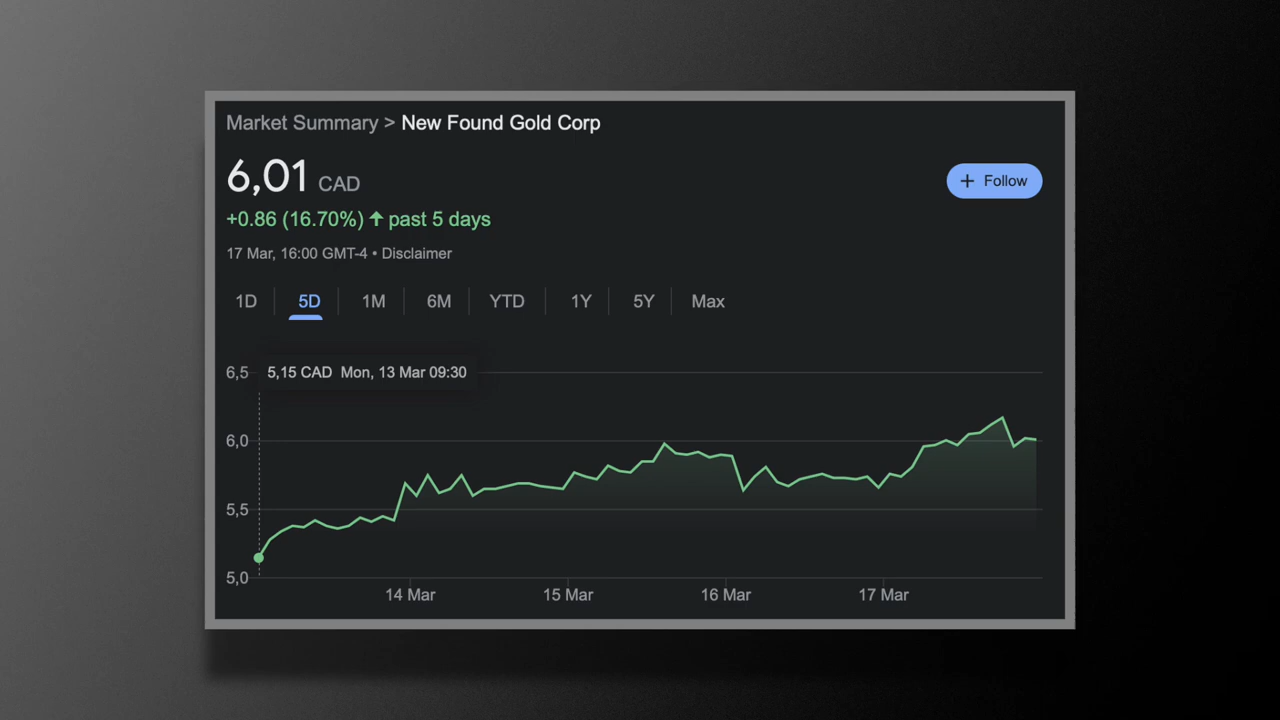 Market Summary > New Found Gold Corp
6,01 CAD
+ Follow
+0.86 (16.70%) ↑ past 5 days
17 Mar, 16:00 GMT-4 • Disclaimer
1D 5D 1M 6M YTD 1Y 5Y Max
6,5 5,15 CAD Mon, 13 Mar 09:30
6,0
5,5
5,0
14 Mar 15 Mar 16 Mar 17 Mar